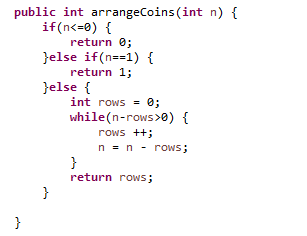 public int arrangeCoins(int n) {
    if(n<=0) {
        return 0;
    }else if(n==1) {
        return 1;
    }else {
        int rows = 0;
        while(n-rows>0) {
            rows ++;
            n = n - rows;
        }
        return rows;
    }
}